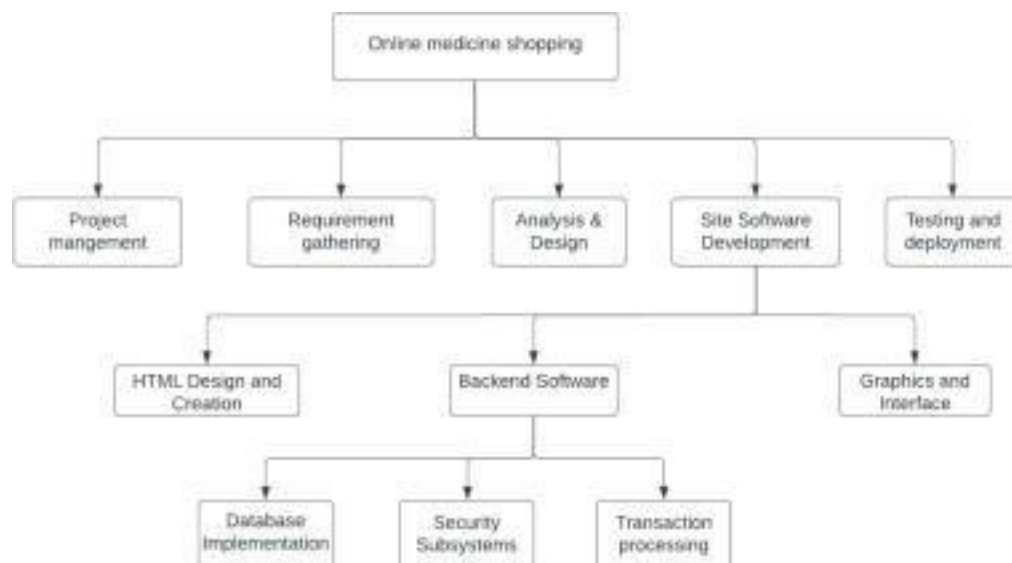 Online medicine shopping
Project
mangement
Requirement
gathering
Analysis &
Design
Site Software
Development
Testing and
deployment
HTML Design and
Creation
Backend Software
Graphics and
Interface
Database
Implementation
Security
Subsystems
Transaction
processing